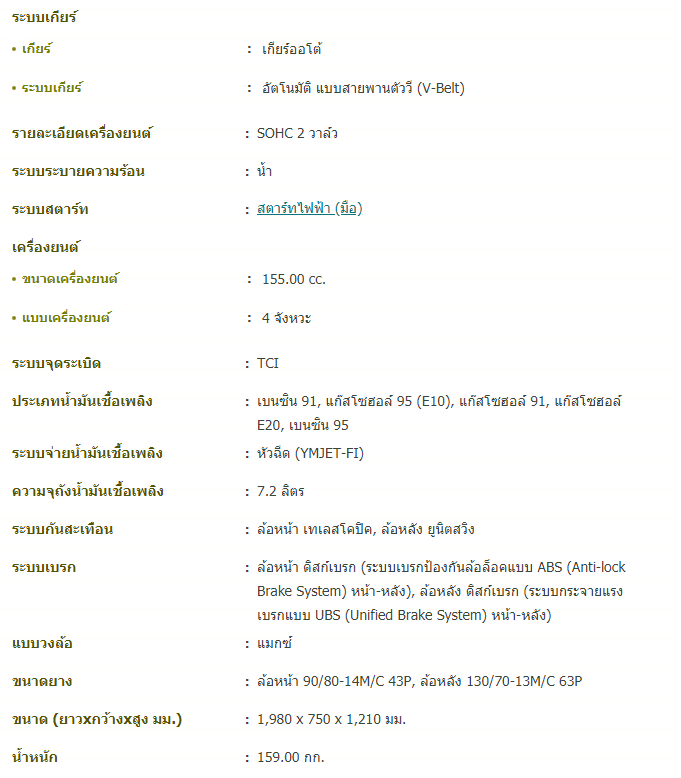 ระบบเกียร์
• เกียร์ : เกียร์ออโต้
• ระบบเกียร์ : อัตโนมัติ แบบสายพานตัววี (V-Belt)
รายละเอียดเครื่องยนต์ : SOHC 2 วาล์ว
ระบบระบายความร้อน : น้ำ
ระบบสตาร์ท : สตาร์ทไฟฟ้า (มือ)
เครื่องยนต์
• ขนาดเครื่องยนต์ : 155.00 cc.
• แบบเครื่องยนต์ : 4 จังหวะ
ระบบจุดระเบิด : TCI
ประเภทน้ำมันเชื้อเพลิง : เบนซิน 91, แก๊สโซฮอล์ 95 (E10), แก๊สโซฮอล์ 91, แก๊สโซฮอล์
E20, เบนซิน 95
ระบบจ่ายน้ำมันเชื้อเพลิง : หัวฉีด (YMJET-FI)
ความจุถังน้ำมันเชื้อเพลิง : 7.2 ลิตร
ระบบกันสะเทือน : ล้อหน้า เทเลสโคปิค, ล้อหลัง ยูนิตสวิง
ระบบเบรก : ล้อหน้า ดิสก์เบรก (ระบบเบรกป้องกันล้อล็อคแบบ ABS (Anti-lock
Brake System) หน้า-หลัง), ล้อหลัง ดิสก์เบรก (ระบบกระจายแรง
เบรกแบบ UBS (Unified Brake System) หน้า-หลัง)
แบบวงล้อ : แมกซ์
ขนาดยาง : ล้อหน้า 90/80-14M/C 43P, ล้อหลัง 130/70-13M/C 63P
ขนาด (ยาวxกว้างxสูง มม.) : 1,980 x 750 x 1,210 มม.
น้ำหนัก : 159.00 กก.